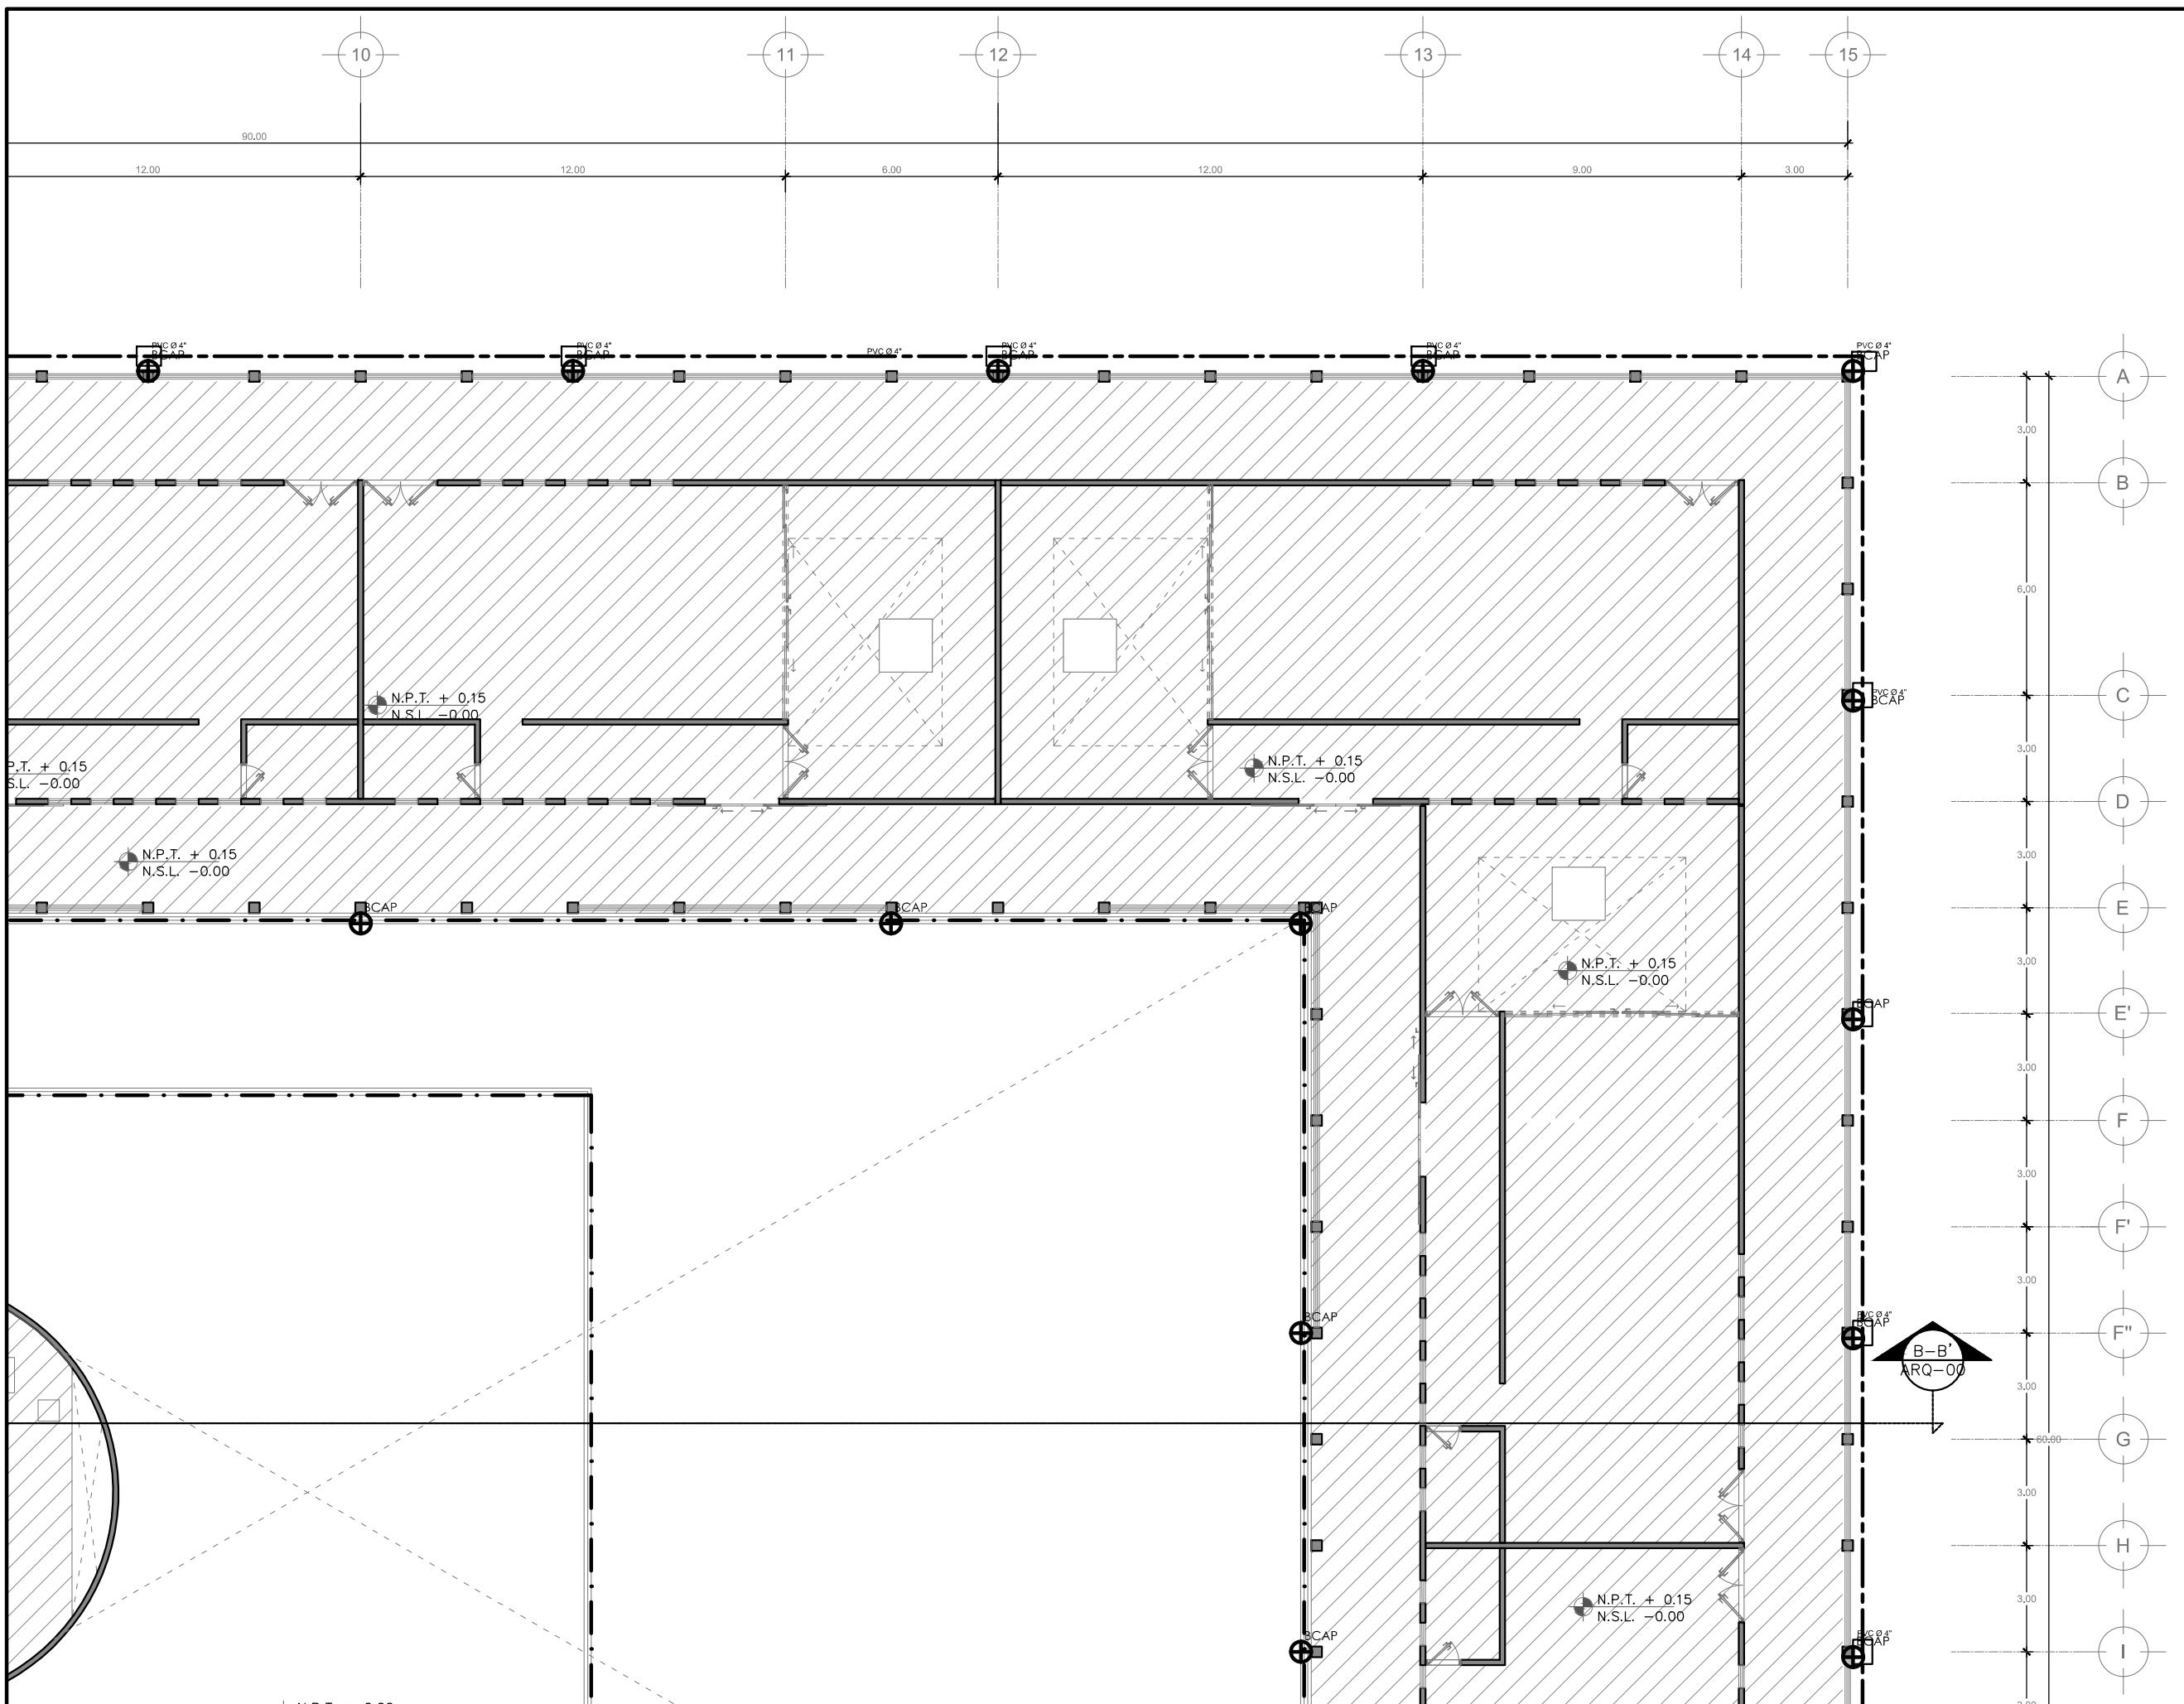 10
11
12
13
14
15
90.00
12.00
12.00
6.00
12.00
9.00
3.00
PVC Ø 4"
BCAP
PVC Ø 4"
BCAP
PVC Ø 4"
PVC Ø 4"
BCAP
PVC Ø 4"
BCAP
PVC Ø 4"
BCAP
A
3.00
B
6.00
C
PVC Ø 4"
BCAP
N.P.T. + 0.15
N.S.L. -0.00
3.00
P.T. + 0.15
S.L. -0.00
N.P.T. + 0.15
N.S.L. -0.00
D
N.P.T. + 0.15
N.S.L. -0.00
3.00
BCAP
BCAP
BCAP
E
3.00
N.P.T. + 0.15
N.S.L. -0.00
BCAP
E'
3.00
F
3.00
F'
3.00
BCAP
PVC Ø 4"
BCAP
F"
B-B'
ARQ-00
3.00
G
60.00
3.00
H
N.P.T. + 0.15
N.S.L. -0.00
3.00
BCAP
PVC Ø 4"
BCAP
I